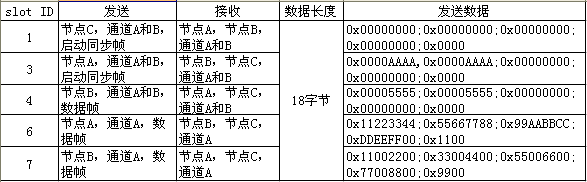 slot ID 发送 接收 数据长度 发送数据
1 节点C，通道A和B，启动同步帧 节点A，节点B，通道A和B 18字节 0x00000000;0x00000000;0x00000000;0x00000000;0x0000
3 节点A，通道A和B，启动同步帧 节点B，节点C，通道A和B 0x0000AAAA,0x0000AAAA;0x00000000;0x00000000;0x0000
4 节点B，通道A和B，数据帧 节点A，节点C，通道A和B 0x00005555;0x00005555;0x00000000;0x00000000;0x0000
6 节点A，通道A，数据帧 节点B，节点C，通道A 0x11223344;0x55667788;0x99AABBCC;0xDDEEFF00;0x1100
7 节点B，通道A，数据帧 节点A，节点C，通道A 0x11002200;0x33004400;0x55006600;0x77008800;0x9900